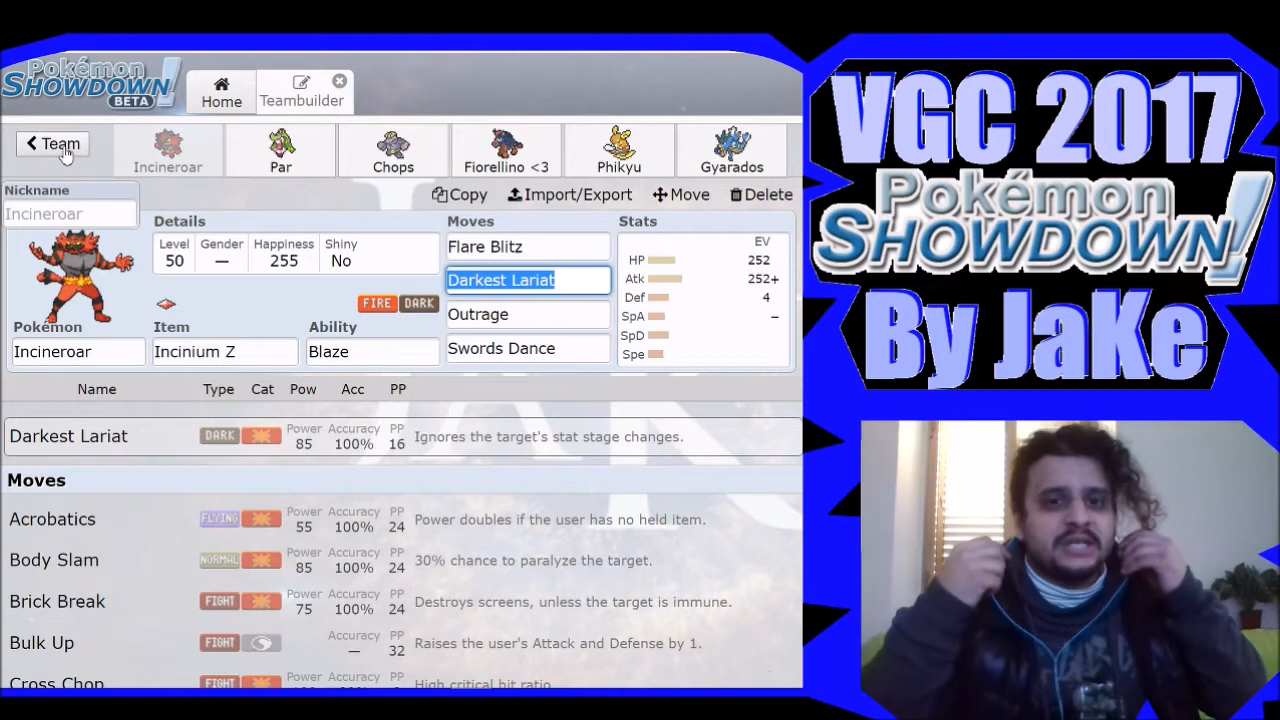 Pokémon
SHOWDOWN!
BETA
Home
Teambuilder
Team
Incineroar
Par
Chops
Fiorellino <3
Phikyu
Gyarados
Copy
Import/Export
Move
Delete
Nickname
Incineroar
Details
Level
50
Gender
—
Happiness
255
Shiny
No
FIRE
DARK
Pokémon
Incineroar
Item
Incinium Z
Ability
Blaze
Moves
Flare Blitz
Darkest Lariat
Outrage
Swords Dance
Stats
EV
HP 252
Atk 252+
Def 4
SpA –
SpD
Spe
Name Type Cat Pow Acc PP
Darkest Lariat DARK Power 85 Accuracy 100% PP 16 Ignores the target's stat stage changes.
Moves
Acrobatics FLYING Power 55 Accuracy 100% PP 24 Power doubles if the user has no held item.
Body Slam NORMAL Power 85 Accuracy 100% PP 24 30% chance to paralyze the target.
Brick Break FIGHT Power 75 Accuracy 100% PP 24 Destroys screens, unless the target is immune.
Bulk Up FIGHT Accuracy — PP 32 Raises the user's Attack and Defense by 1.
Cross Chop FIGHT High critical hit ratio.
VGC 2017
Pokémon
SHOWDOWN!
By JaKe